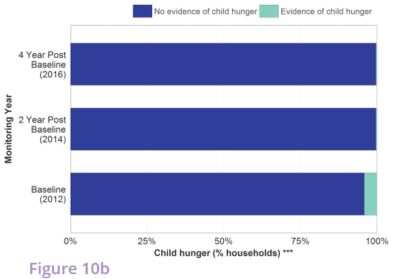 No evidence of child hunger Evidence of child hunger
Monitoring Year
4 Year Post
Baseline
(2016)
2 Year Post
Baseline
(2014)
Baseline
(2012)
0% 25% 50% 75% 100%
Child hunger (% households) ***
Figure 10b